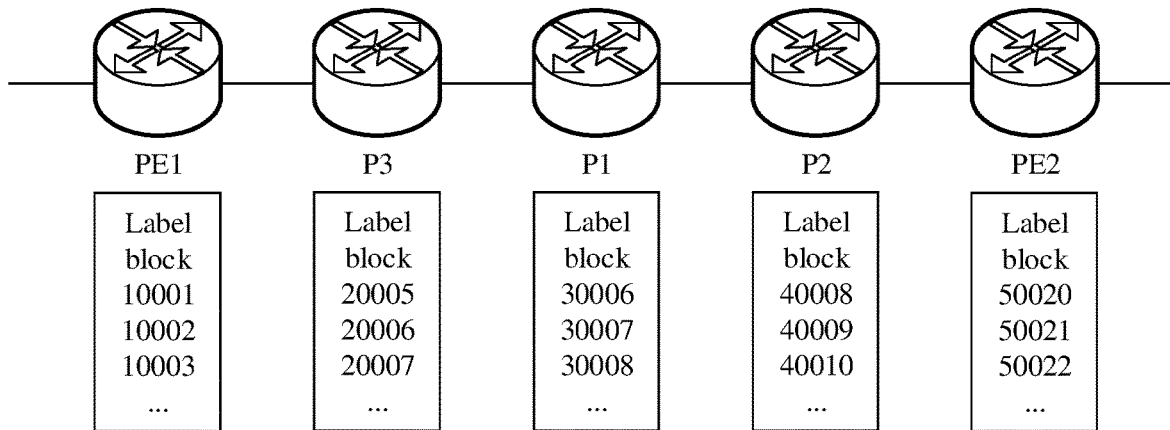 PE1
P3
P1
P2
PE2
Label
block
10001
10002
10003
...
Label
block
20005
20006
20007
...
Label
block
30006
30007
30008
...
Label
block
40008
40009
40010
...
Label
block
50020
50021
50022
...